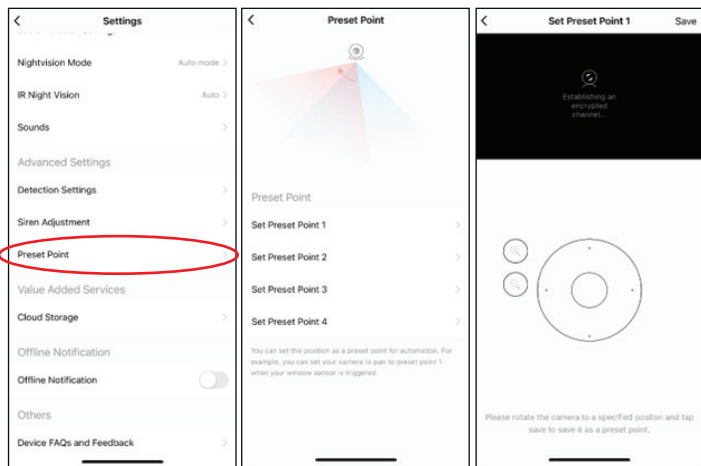 Settings
Nightvision Mode Auto mode
IR Night Vision Auto
Sounds
Advanced Settings
Detection Settings
Siren Adjustment
Preset Point
Value Added Services
Cloud Storage
Offline Notification
Offline Notification
Others
Device FAQs and Feedback
Preset Point
Preset Point
Set Preset Point 1
Set Preset Point 2
Set Preset Point 3
Set Preset Point 4
You can set the position as a preset point for automation. For
example, you can set your camera to pan to preset point 1
when your window sensor is triggered.
Set Preset Point 1 Save
Establishing an
encrypted
channel...
Please rotate the camera to a specified positon and tap
save to save it as a preset point.